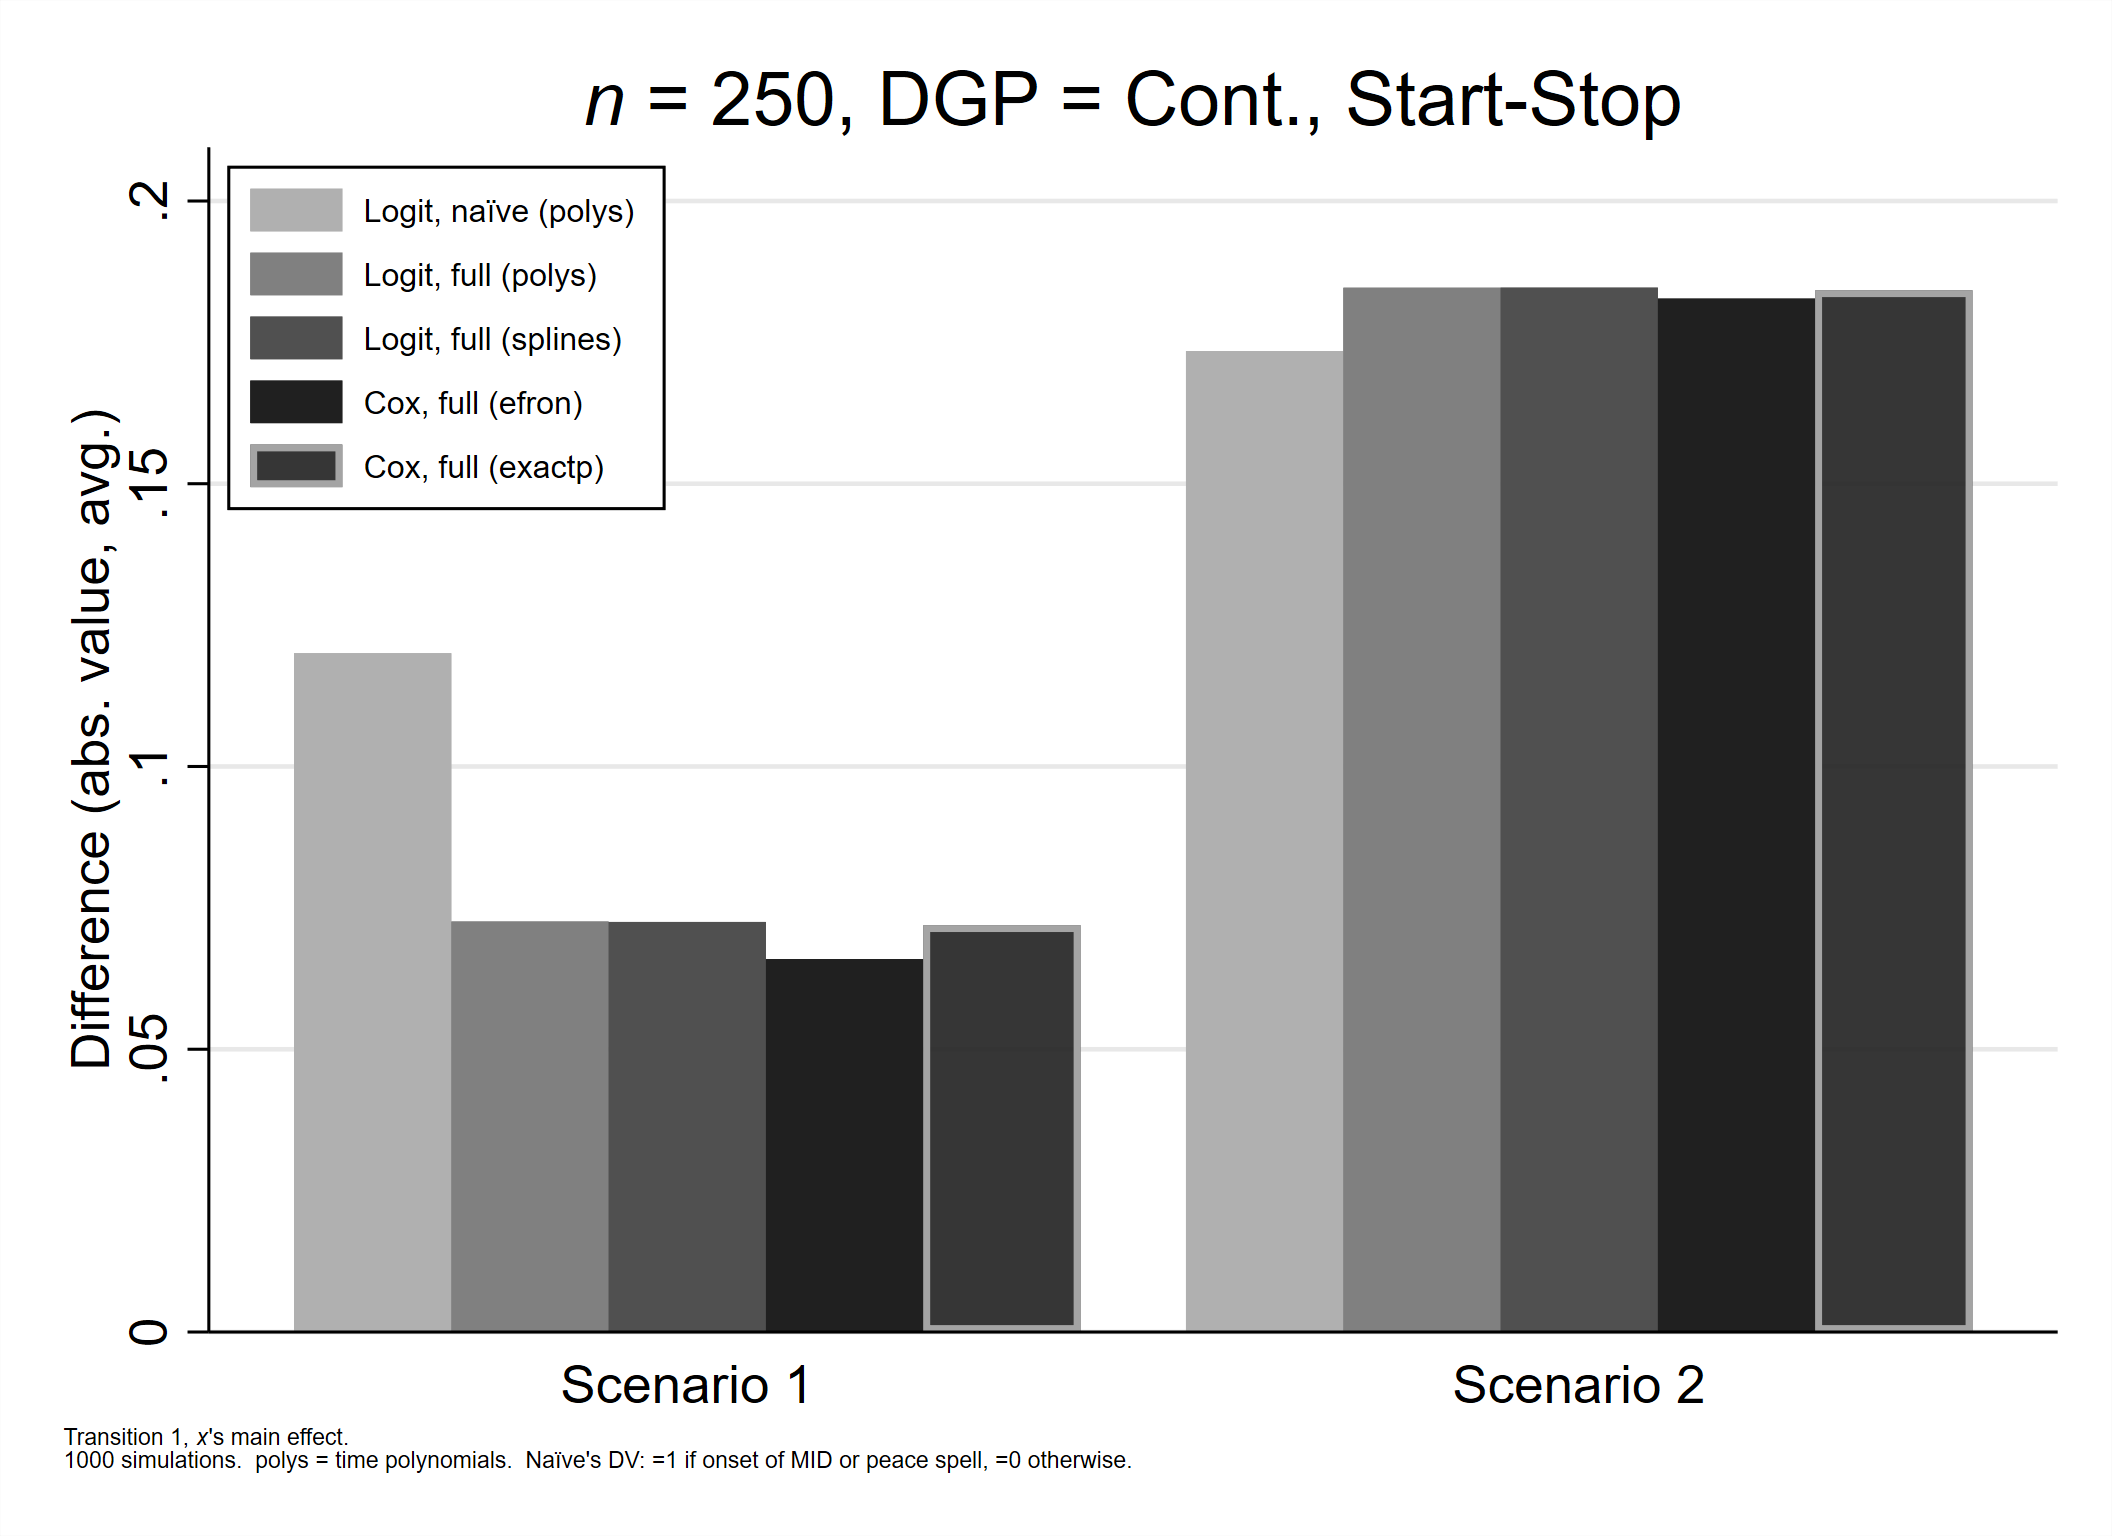 n = 250, DGP = Cont., Start-Stop
Logit, naïve (polys)
Logit, full (polys)
Logit, full (splines)
Cox, full (efron)
Cox, full (exactp)
Difference (abs. value, avg.)
.2
.15
.1
.05
0
Scenario 1
Scenario 2
Transition 1, x's main effect.
1000 simulations.  polys = time polynomials.  Naïve's DV: =1 if onset of MID or peace spell, =0 otherwise.